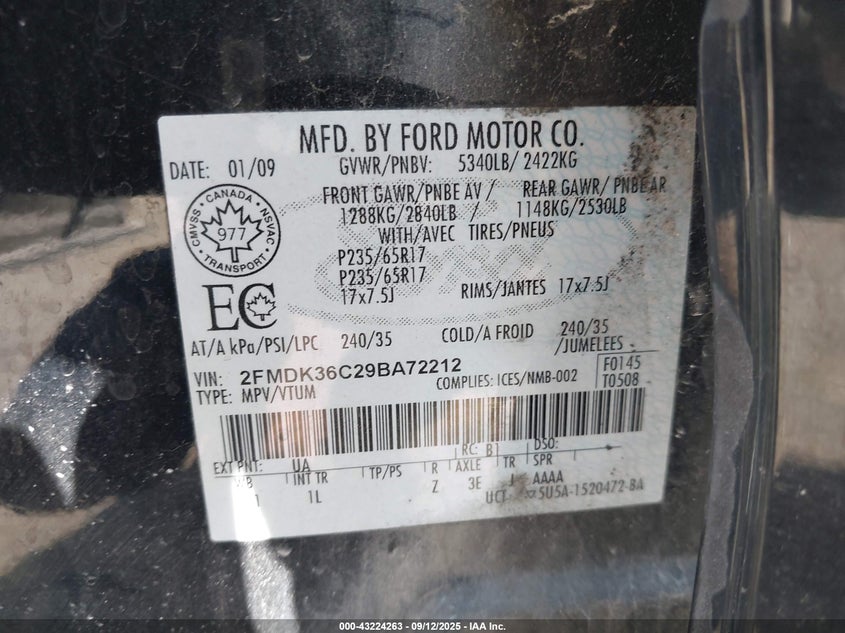 MFD. BY FORD MOTOR CO.
DATE: 01/09 GVWR/PNBV: 5340LB/ 2422KG
FRONT GAWR/PNBE AV / REAR GAWR/ PNBE AR
1288KG/2840LB / 1148KG/2530LB
WITH/AVEC TIRES/PNEUS
P235/65R17
P235/65R17
17x7.5J RIMS/JANTES 17x7.5J
CANADA
CMVSS NSVAC
977
TRANSPORT
EC
AT/A kPa/PSI/LPC 240/35 COLD/A FROID 240/35
/JUMELEES
VIN: 2FMDK36C29BA72212
TYPE: MPV/VTUM COMPLIES: ICES/NMB-002
F0145
T0508
EXT PNT: UA RC: B DSO:
WB INT TR TP/PS R AXLE TR SPR
1 1L Z 3E J AAAA
UCT 5U5A-1520472-BA
000-43224263 - 09/12/2025 - IAA Inc.